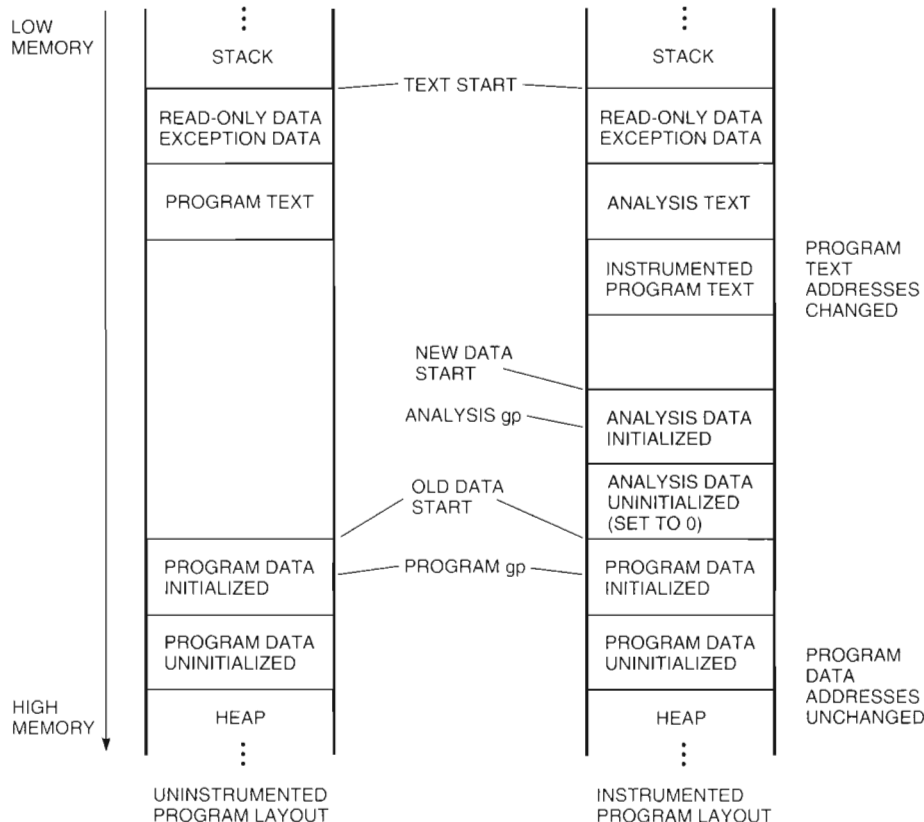 LOW
MEMORY
STACK
STACK
TEXT START
READ-ONLY DATA
EXCEPTION DATA
READ-ONLY DATA
EXCEPTION DATA
PROGRAM TEXT
ANALYSIS TEXT
INSTRUMENTED
PROGRAM TEXT
PROGRAM
TEXT
ADDRESSES
CHANGED
NEW DATA
START
ANALYSIS gp
ANALYSIS DATA
INITIALIZED
OLD DATA
START
ANALYSIS DATA
UNINITIALIZED
(SET TO 0)
PROGRAM DATA
INITIALIZED
PROGRAM gp
PROGRAM DATA
INITIALIZED
PROGRAM DATA
UNINITIALIZED
PROGRAM DATA
UNINITIALIZED
PROGRAM
DATA
ADDRESSES
UNCHANGED
HIGH
MEMORY
HEAP
HEAP
UNINSTRUMENTED
PROGRAM LAYOUT
INSTRUMENTED
PROGRAM LAYOUT